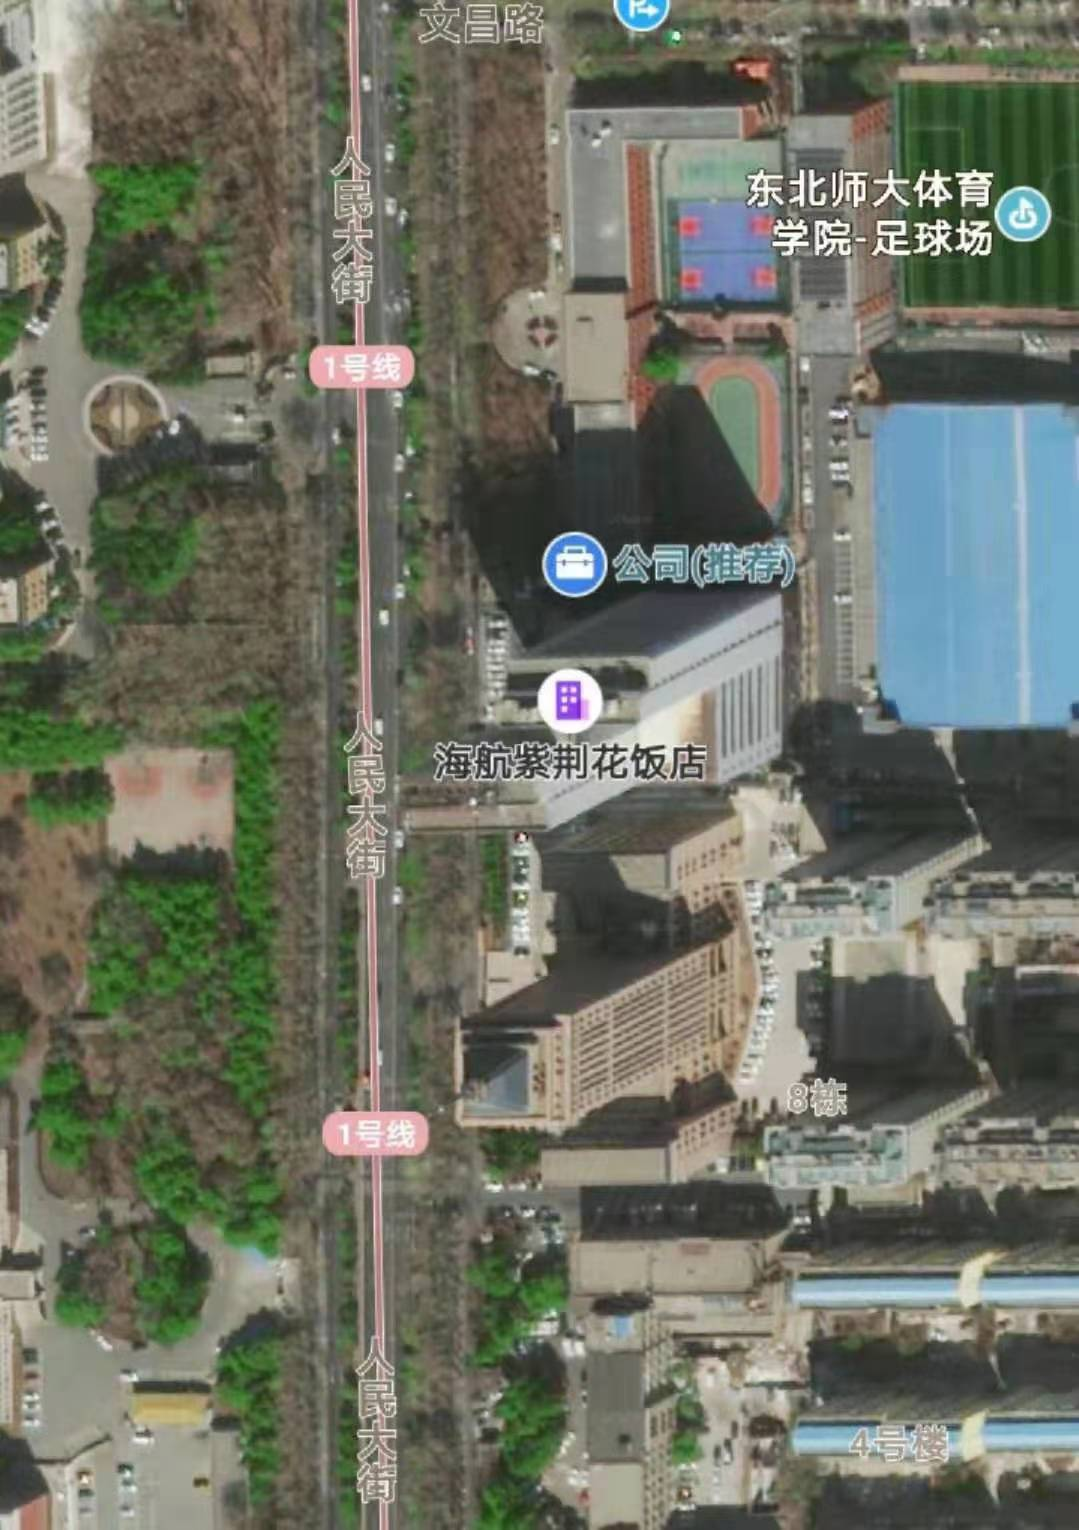 文昌路
人民大街
东北师大体育
学院-足球场
1号线
公司(推荐)
海航紫荆花饭店
人民大街
8栋
1号线
人民大街
4号楼